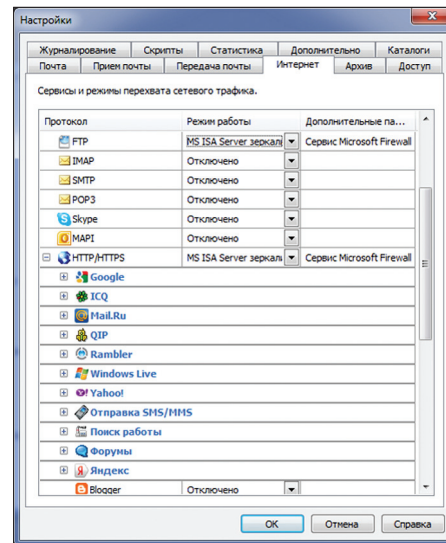 Настройки
Журналирование Скрипты Статистика Дополнительно Каталоги
Почта Прием почты Передача почты Интернет Архив Доступ
Сервисы и режимы перехвата сетевого трафика.
Протокол Режим работы Дополнительные па...
FTP MS ISA Server зеркали Сервис Microsoft Firewall
IMAP Отключено
SMTP Отключено
POP3 Отключено
Skype Отключено
MAPI Отключено
HTTP/HTTPS MS ISA Server зеркали Сервис Microsoft Firewall
Google
ICQ
Mail.Ru
QIP
Rambler
Windows Live
Yahoo!
Отправка SMS/MMS
Поиск работы
Форумы
Яндекс
Blogger Отключено
OK Отмена Справка